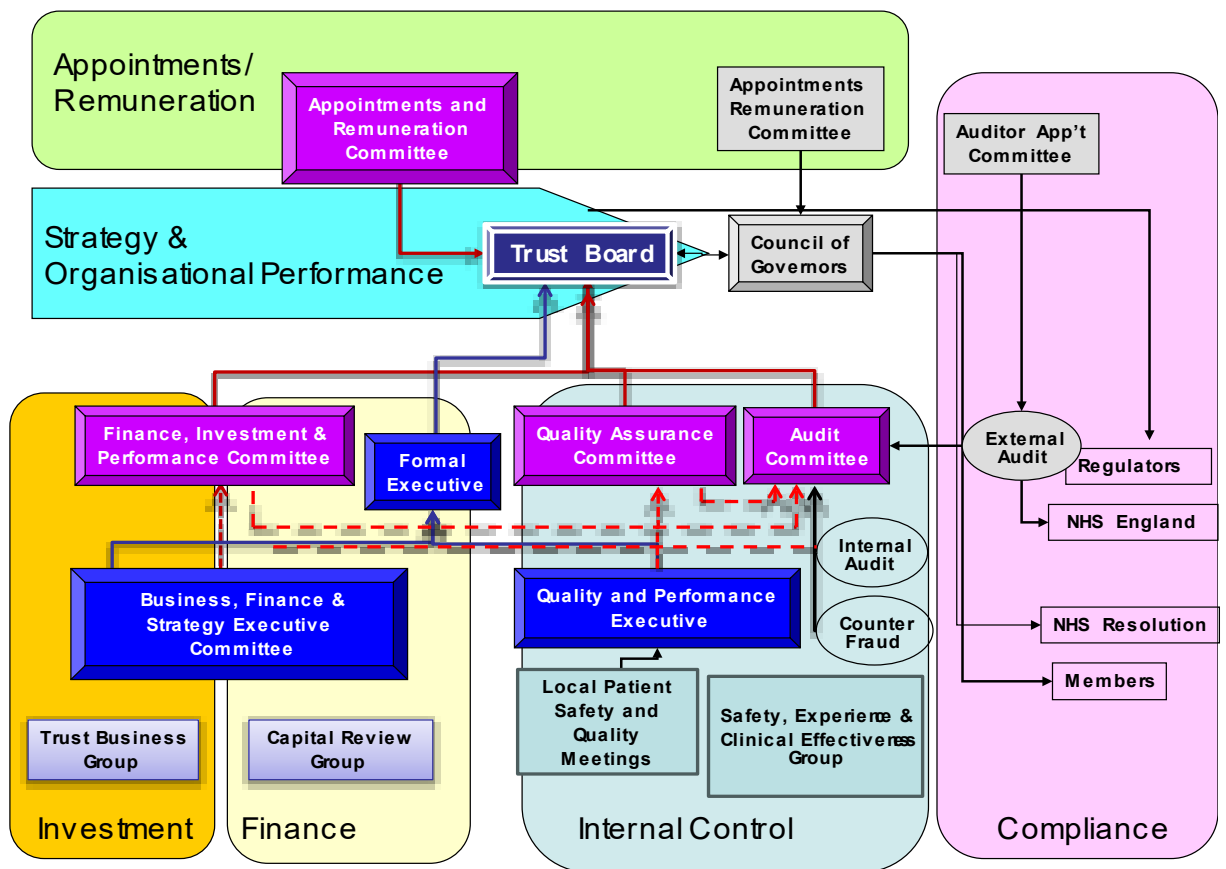 Appointments/
Remuneration
Appointments and
Remuneration
Committee
Appointments
Remuneration
Committee
Auditor App't
Committee
Strategy &
Organisational Performance
Trust Board
Council of
Governors
Finance, Investment &
Performance Committee
Formal
Executive
Quality Assurance
Committee
Audit
Committee
External
Audit
Regulators
NHS England
Internal
Audit
Business, Finance &
Strategy Executive
Committee
Quality and Performance
Executive
Counter
Fraud
NHS Resolution
Members
Local Patient
Safety and
Quality
Meetings
Safety, Experience &
Clinical Effectiveness
Group
Trust Business
Group
Capital Review
Group
Investment
Finance
Internal Control
Compliance